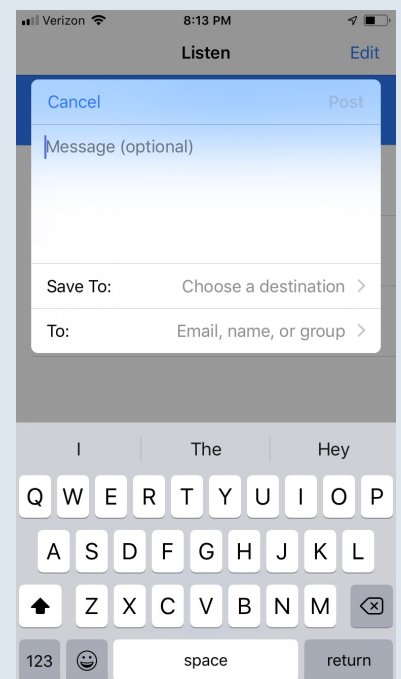 Verizon 8:13 PM
Listen Edit
Cancel Post
Message (optional)
Save To: Choose a destination
To: Email, name, or group
I The Hey
Q W E R T Y U I O P
A S D F G H J K L
Z X C V B N M
123 space return